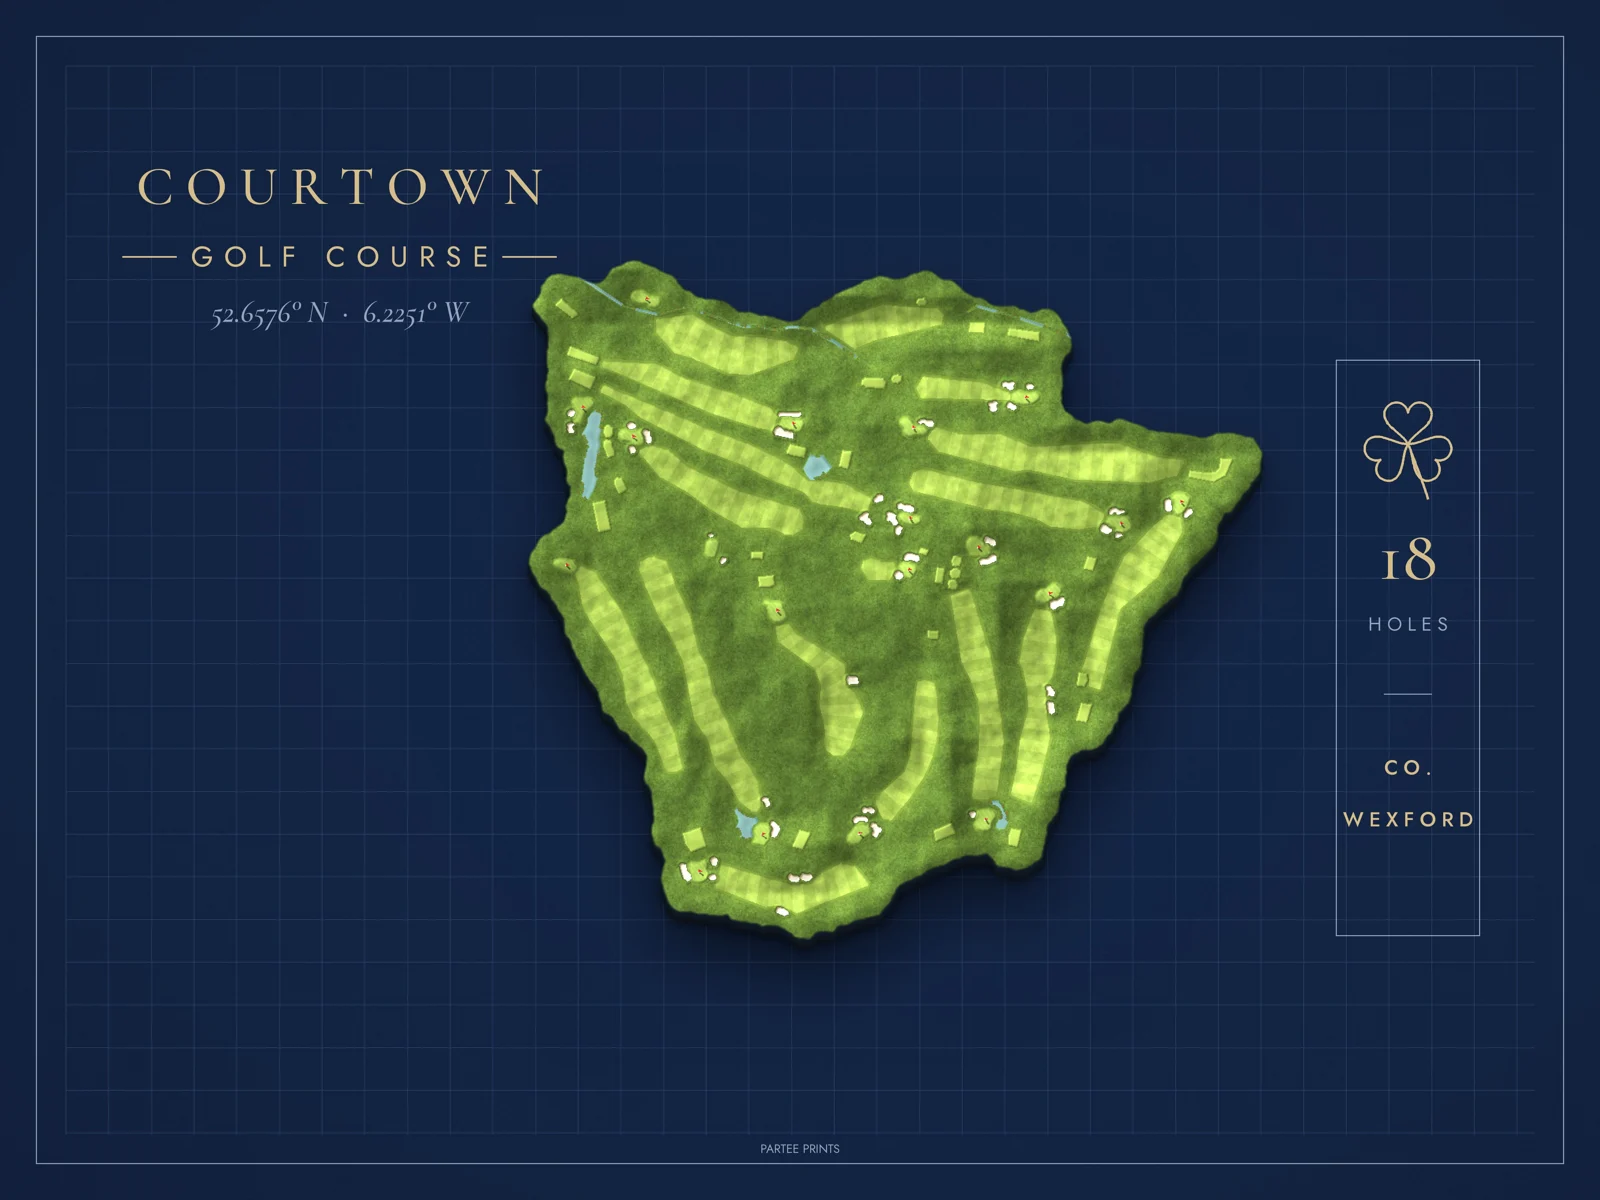 COURTOWN
GOLF COURSE
52.6576° N · 6.2251° W
18
HOLES
CO.
WEXFORD
PARTEE PRINTS